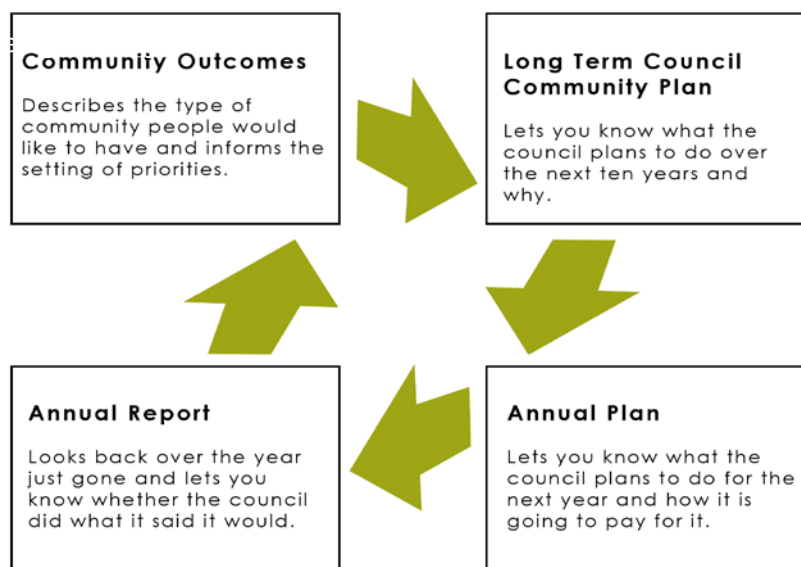 Community Outcomes
Describes the type of
community people would
like to have and informs the
setting of priorities.
Long Term Council
Community Plan
Lets you know what the
council plans to do over
the next ten years and
why.
Annual Report
Looks back over the year
just gone and lets you
know whether the council
did what it said it would.
Annual Plan
Lets you know what the
council plans to do for the
next year and how it is
going to pay for it.